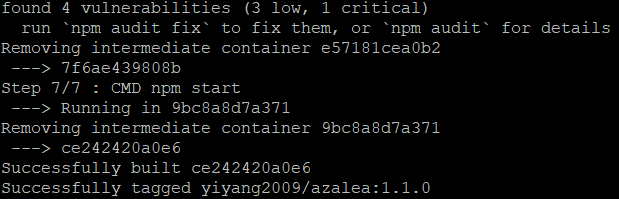 found 4 vulnerabilities (3 low, 1 critical)
  run `npm audit fix` to fix them, or `npm audit` for details
Removing intermediate container e57181cea0b2
 ---> 7f6ae439808b
Step 7/7 : CMD npm start
 ---> Running in 9bc8a8d7a371
Removing intermediate container 9bc8a8d7a371
 ---> ce242420a0e6
Successfully built ce242420a0e6
Successfully tagged yiyang2009/azalea:1.1.0